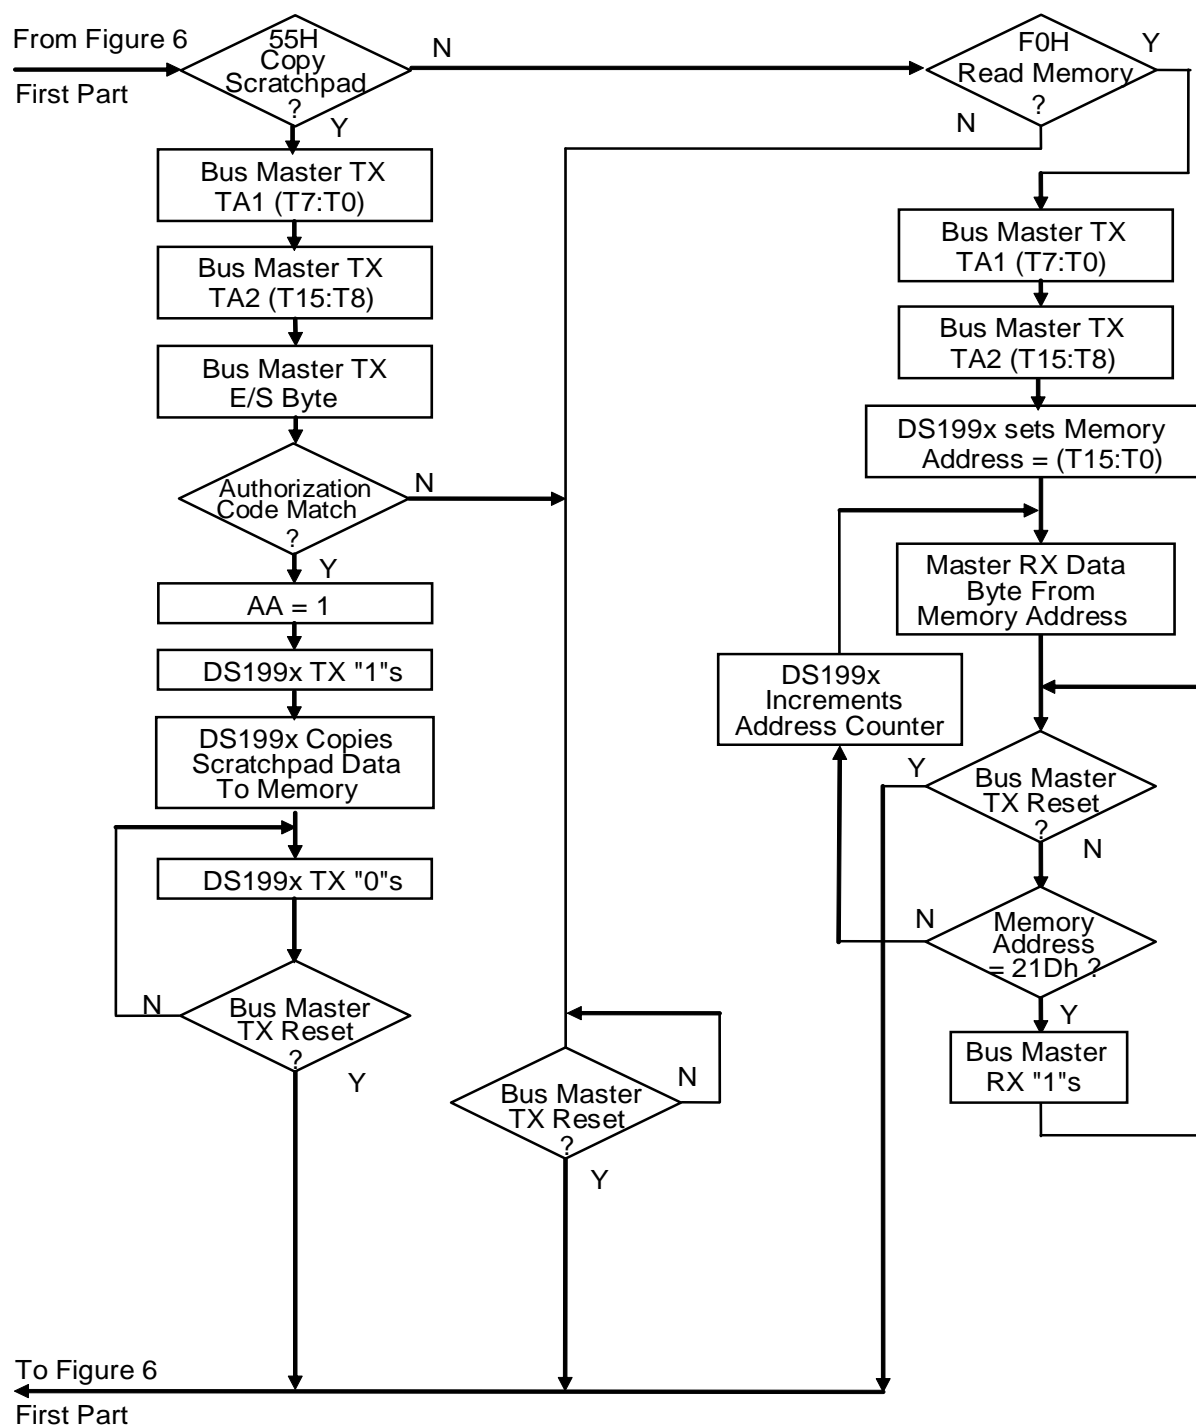 From Figure 6
First Part
55H
Copy
Scratchpad
?
N
Y
F0H
Read Memory
?
Y
N
Bus Master TX
TA1 (T7:T0)
Bus Master TX
TA2 (T15:T8)
Bus Master TX
E/S Byte
Authorization
Code Match
?
N
Y
AA = 1
DS199x TX "1"s
DS199x Copies
Scratchpad Data
To Memory
DS199x TX "0"s
Bus Master
TX Reset
?
N
Y
Bus Master
TX Reset
?
N
Y
Bus Master TX
TA1 (T7:T0)
Bus Master TX
TA2 (T15:T8)
DS199x sets Memory
Address = (T15:T0)
Master RX Data
Byte From
Memory Address
DS199x
Increments
Address Counter
Bus Master
TX Reset
?
Y
N
Memory
Address
= 21Dh ?
N
Y
Bus Master
RX "1"s
To Figure 6
First Part